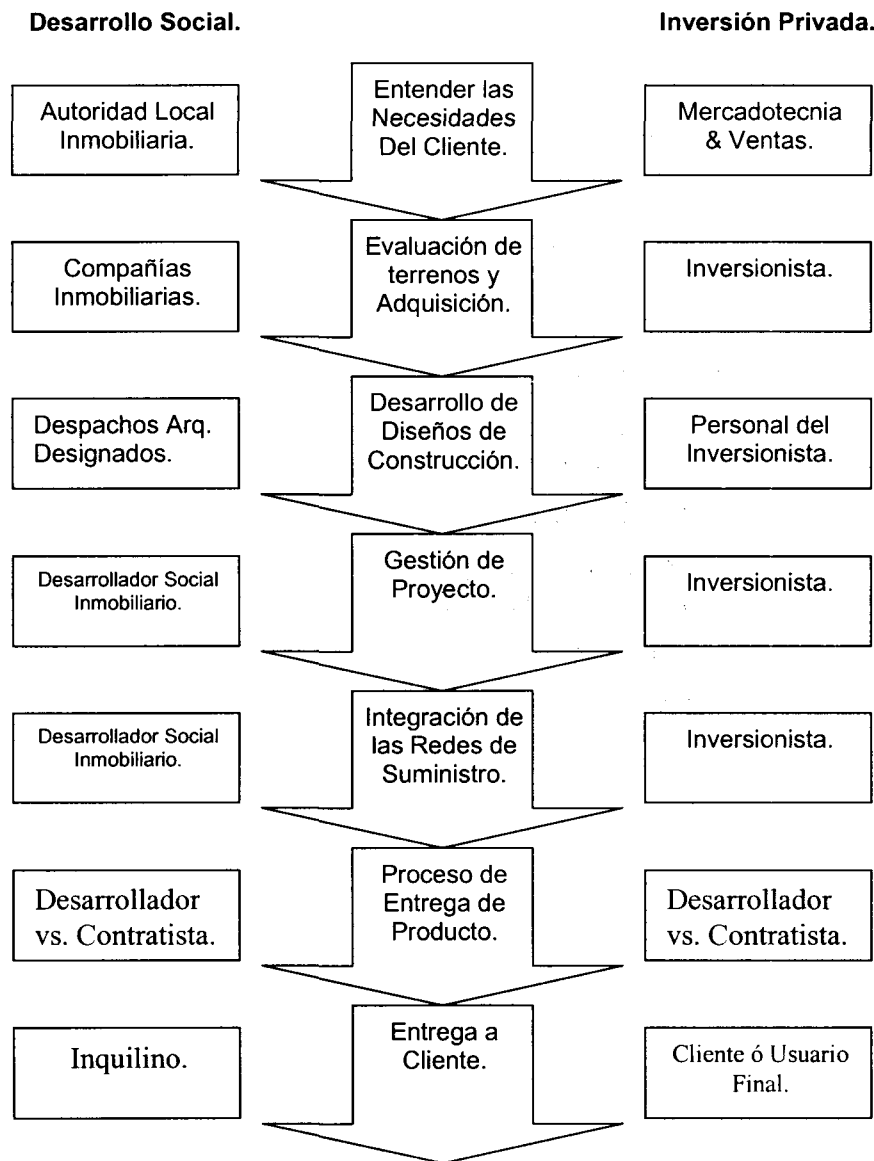 Desarrollo Social.
Inversión Privada.
Autoridad Local
Inmobiliaria.
Entender las
Necesidades
Del Cliente.
Mercadotecnia
& Ventas.
Compañías
Inmobiliarias.
Evaluación de
terrenos y
Adquisición.
Inversionista.
Despachos Arq.
Designados.
Desarrollo de
Diseños de
Construcción.
Personal del
Inversionista.
Desarrollador Social
Inmobiliario.
Gestión de
Proyecto.
Inversionista.
Desarrollador Social
Inmobiliario.
Integración de
las Redes de
Suministro.
Inversionista.
Desarrollador
vs. Contratista.
Proceso de
Entrega de
Producto.
Desarrollador
vs. Contratista.
Inquilino.
Entrega a
Cliente.
Cliente ó Usuario
Final.